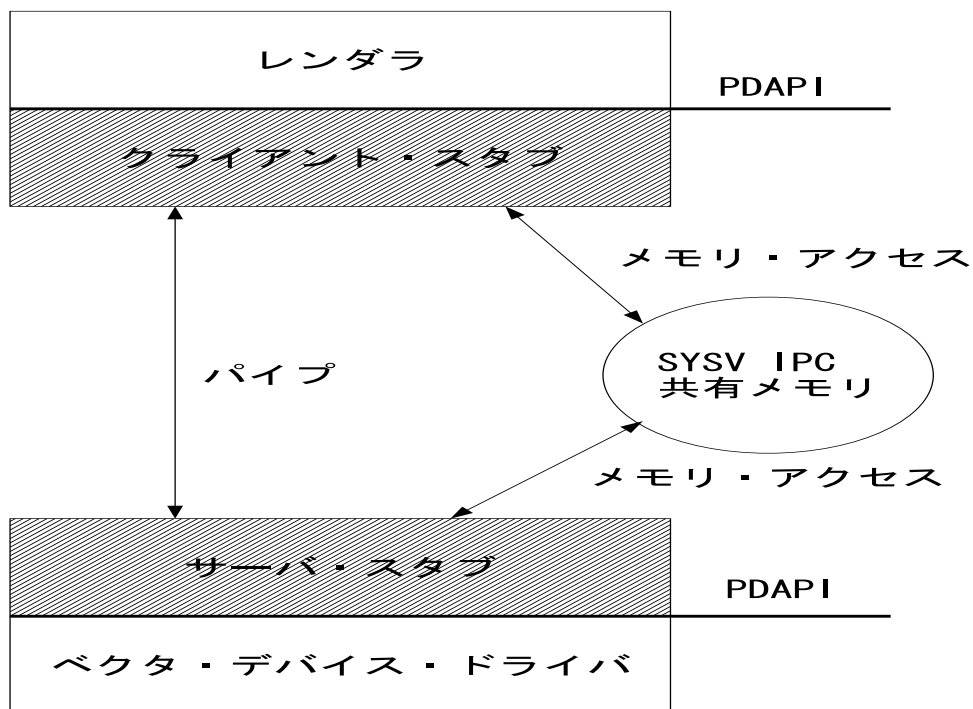 レンダラ
PDAPI
クライアント・スタブ
メモリ・アクセス
パイプ
SYSV IPC
共有メモリ
メモリ・アクセス
サーバ・スタブ
PDAPI
ベクタ・デバイス・ドライバ